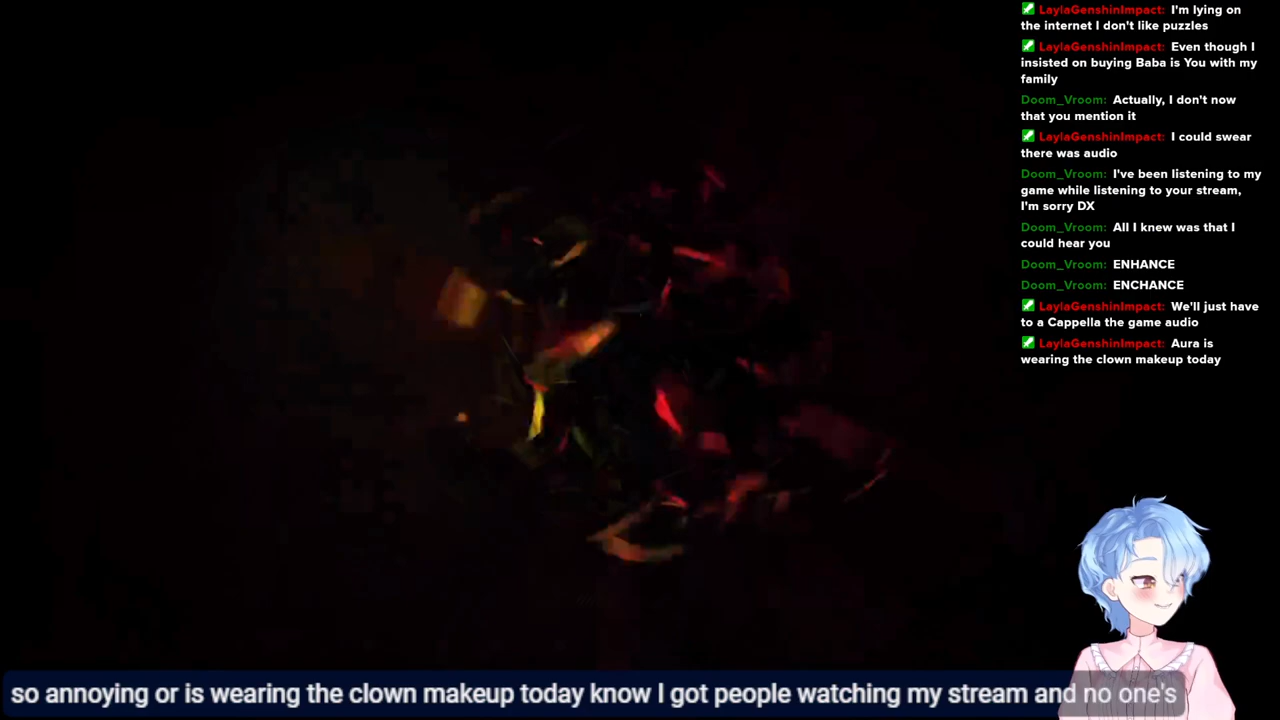 LaylaGenshinImpact: I'm lying on
the internet I don't like puzzles
LaylaGenshinImpact: Even though I
insisted on buying Baba is You with my
family
Doom_Vroom: Actually, I don't now
that you mention it
LaylaGenshinImpact: I could swear
there was audio
Doom_Vroom: I've been listening to my
game while listening to your stream,
I'm sorry DX
Doom_Vroom: All I knew was that I
could hear you
Doom_Vroom: ENHANCE
Doom_Vroom: ENCHANCE
LaylaGenshinImpact: We'll just have
to a Cappella the game audio
LaylaGenshinImpact: Aura is
wearing the clown makeup today
so annoying or is wearing the clown makeup today know I got people watching my stream and no one's